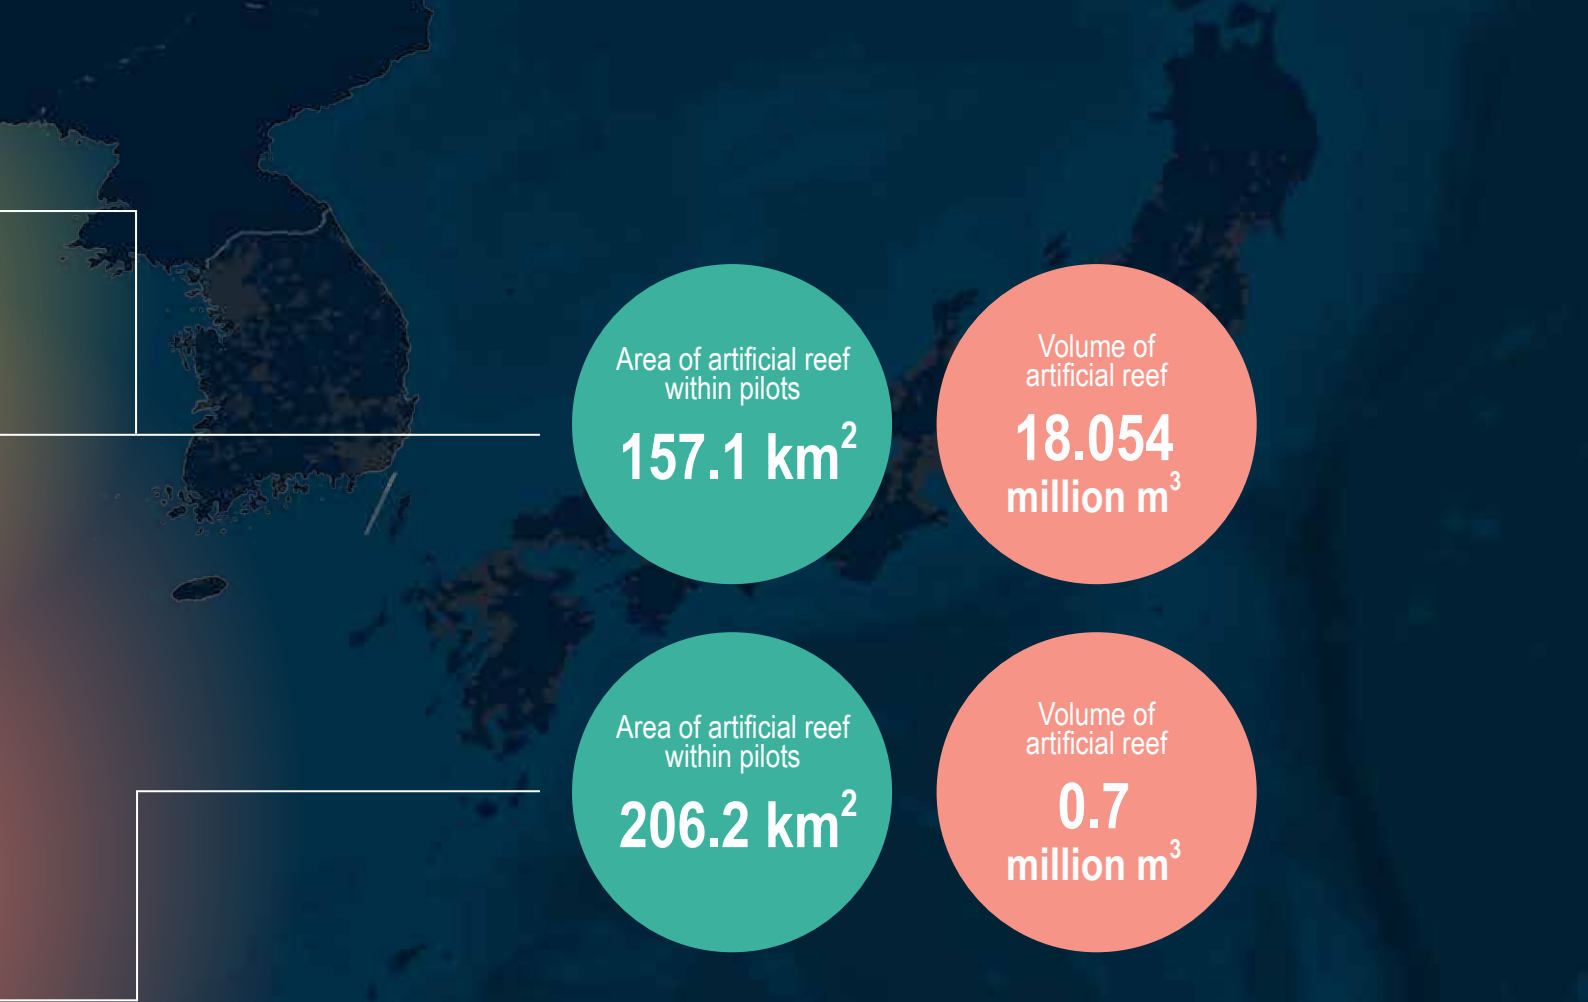 Area of artificial reef
within pilots
157.1 km²
Volume of
artificial reef
18.054
million m³
Area of artificial reef
within pilots
206.2 km²
Volume of
artificial reef
0.7
million m³